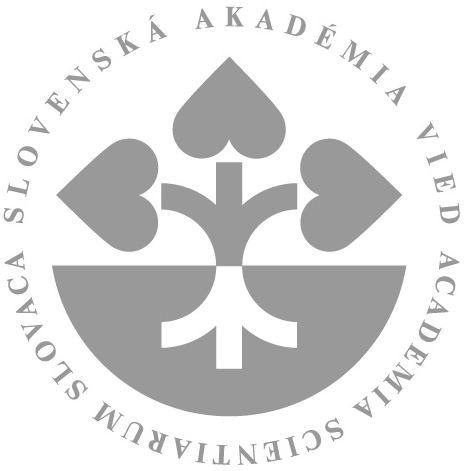 SLOVENSKÁ AKADÉMIA VIED
ACADEMIA SCIENTIARUM SLOVACA